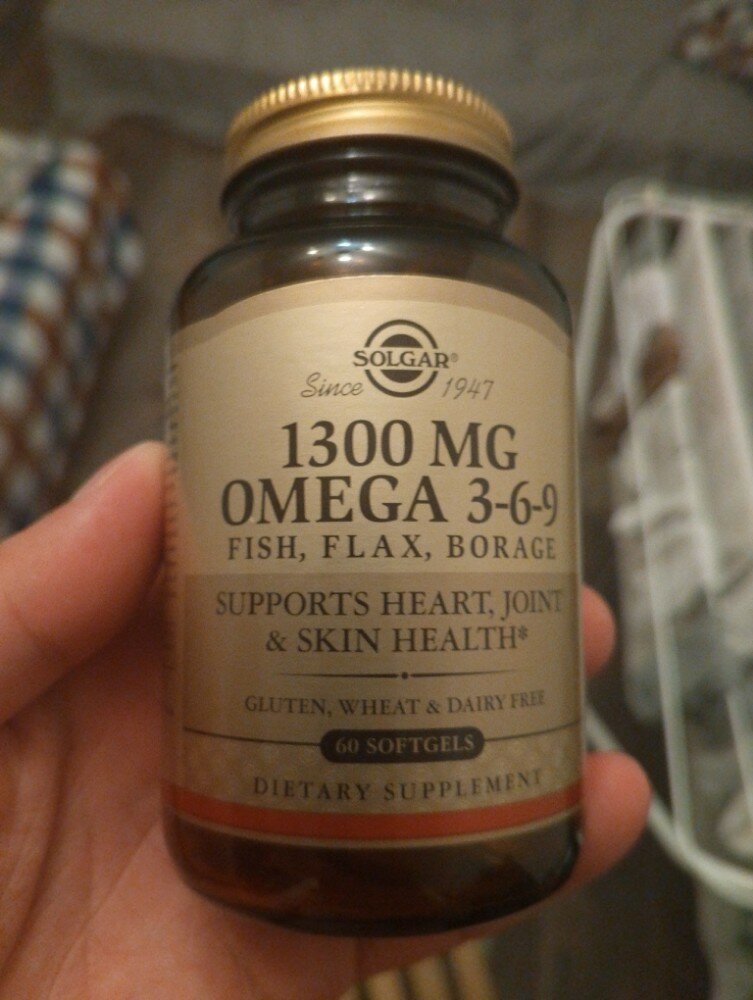 SOLGAR®
Since 1947
1300 MG
OMEGA 3-6-9
FISH, FLAX, BORAGE
SUPPORTS HEART, JOINT
& SKIN HEALTH*
GLUTEN, WHEAT & DAIRY FREE
60 SOFTGELS
DIETARY SUPPLEMENT